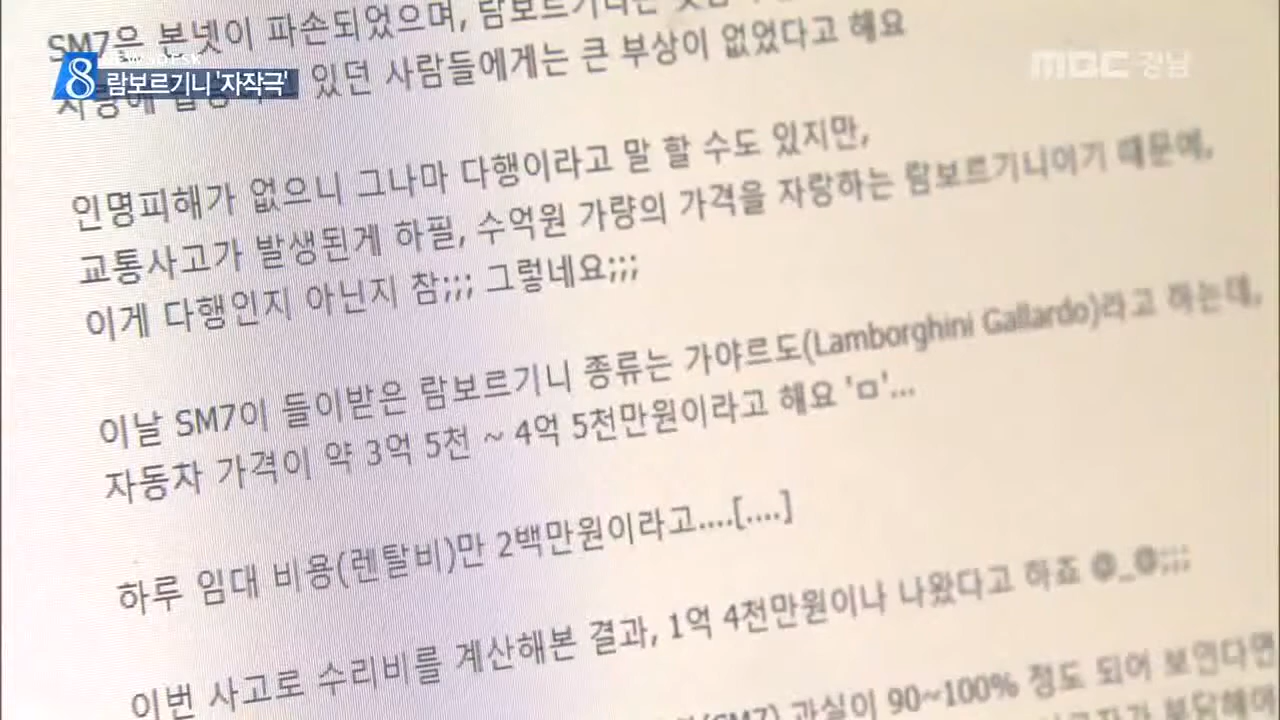 SM7은 본넷이 파손되었으며, 람보르기니는
있던 사람들에게는 큰 부상이 없었다고 해요
NEWSDESK
8 람보르기니 '자작극'
MBC 경남
인명피해가 없으니 그나마 다행이라고 말 할 수도 있지만,
교통사고가 발생된게 하필, 수억원 가량의 가격을 자랑하는 람보르기니이기 때문에,
이게 다행인지 아닌지 참;;; 그렇네요;;;
이날 SM7이 들이받은 람보르기니 종류는 가야르도(Lamborghini Gallardo)라고 하는데,
자동차 가격이 약 3억 5천 ~ 4억 5천만원이라고 해요 'ㅁ'...
하루 임대 비용(렌탈비)만 2백만원이라고....[....]
이번 사고로 수리비를 계산해본 결과, 1억 4천만원이나 나왔다고 하죠 @_@;;;
(SM7) 과실이 90~100% 정도 되어 보인다면